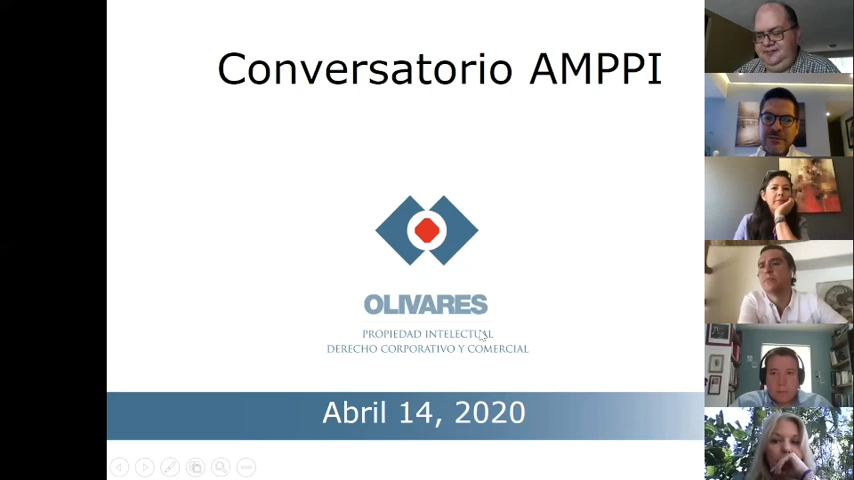 Conversatorio AMPPI
OLIVARES
PROPIEDAD INTELECTUAL
DERECHO CORPORATIVO Y COMERCIAL
Abril 14, 2020